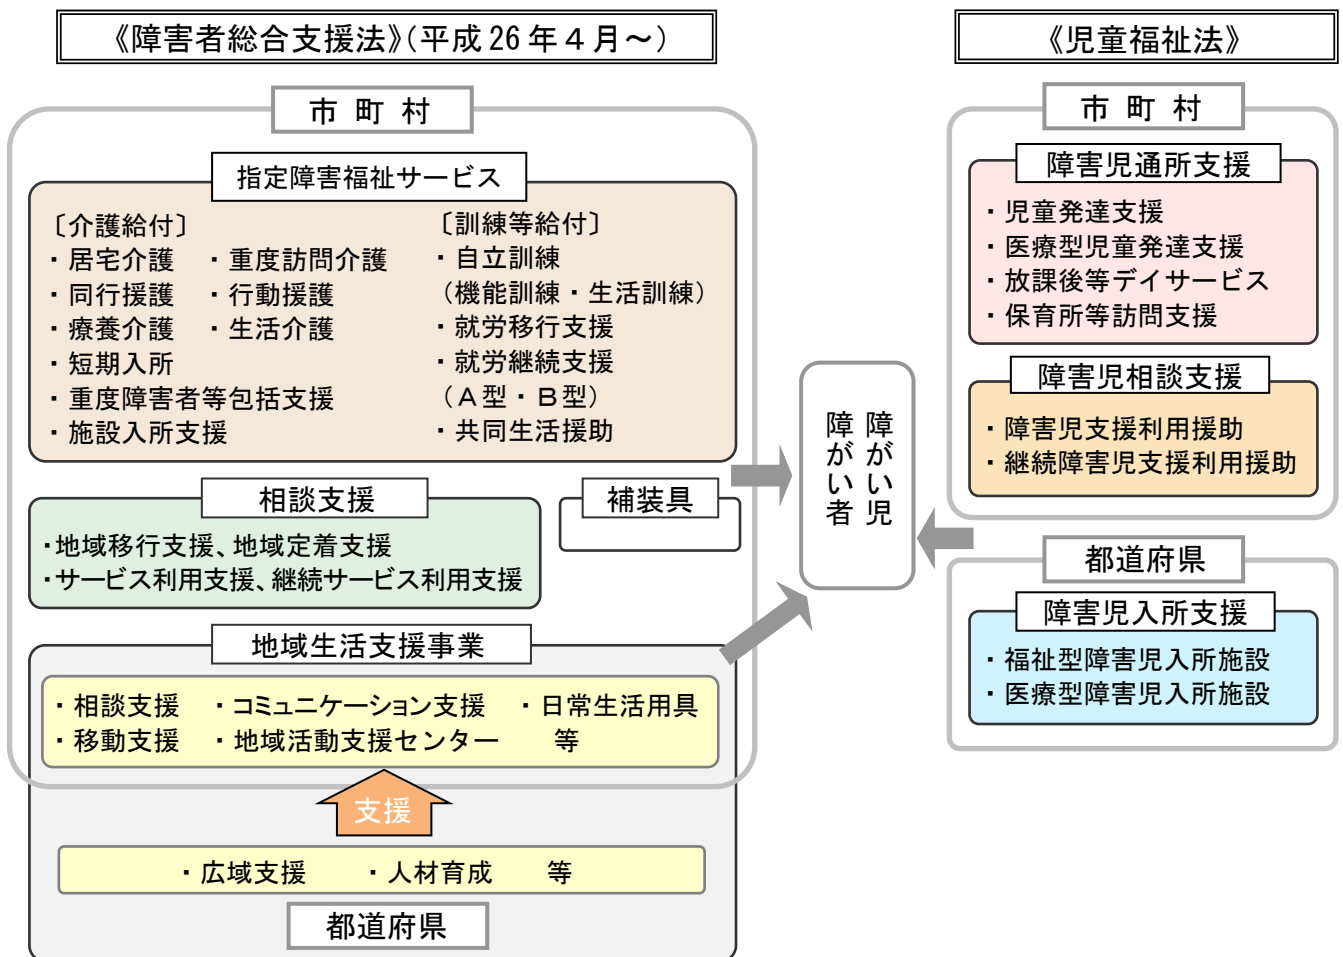 《障害者総合支援法》（平成26年４月～）
市町村
指定障害福祉サービス
〔介護給付〕
・居宅介護　・重度訪問介護
・同行援護　・行動援護
・療養介護　・生活介護
・短期入所
・重度障害者等包括支援
・施設入所支援
〔訓練等給付〕
・自立訓練
（機能訓練・生活訓練）
・就労移行支援
・就労継続支援
（Ａ型・Ｂ型）
・共同生活援助
相談支援
・地域移行支援、地域定着支援
・サービス利用支援、継続サービス利用支援
補装具
地域生活支援事業
・相談支援　・コミュニケーション支援　・日常生活用具
・移動支援　・地域活動支援センター　等
支援
・広域支援　・人材育成　等
都道府県
障がい児
障がい者
《児童福祉法》
市町村
障害児通所支援
・児童発達支援
・医療型児童発達支援
・放課後等デイサービス
・保育所等訪問支援
障害児相談支援
・障害児支援利用援助
・継続障害児支援利用援助
都道府県
障害児入所支援
・福祉型障害児入所施設
・医療型障害児入所施設